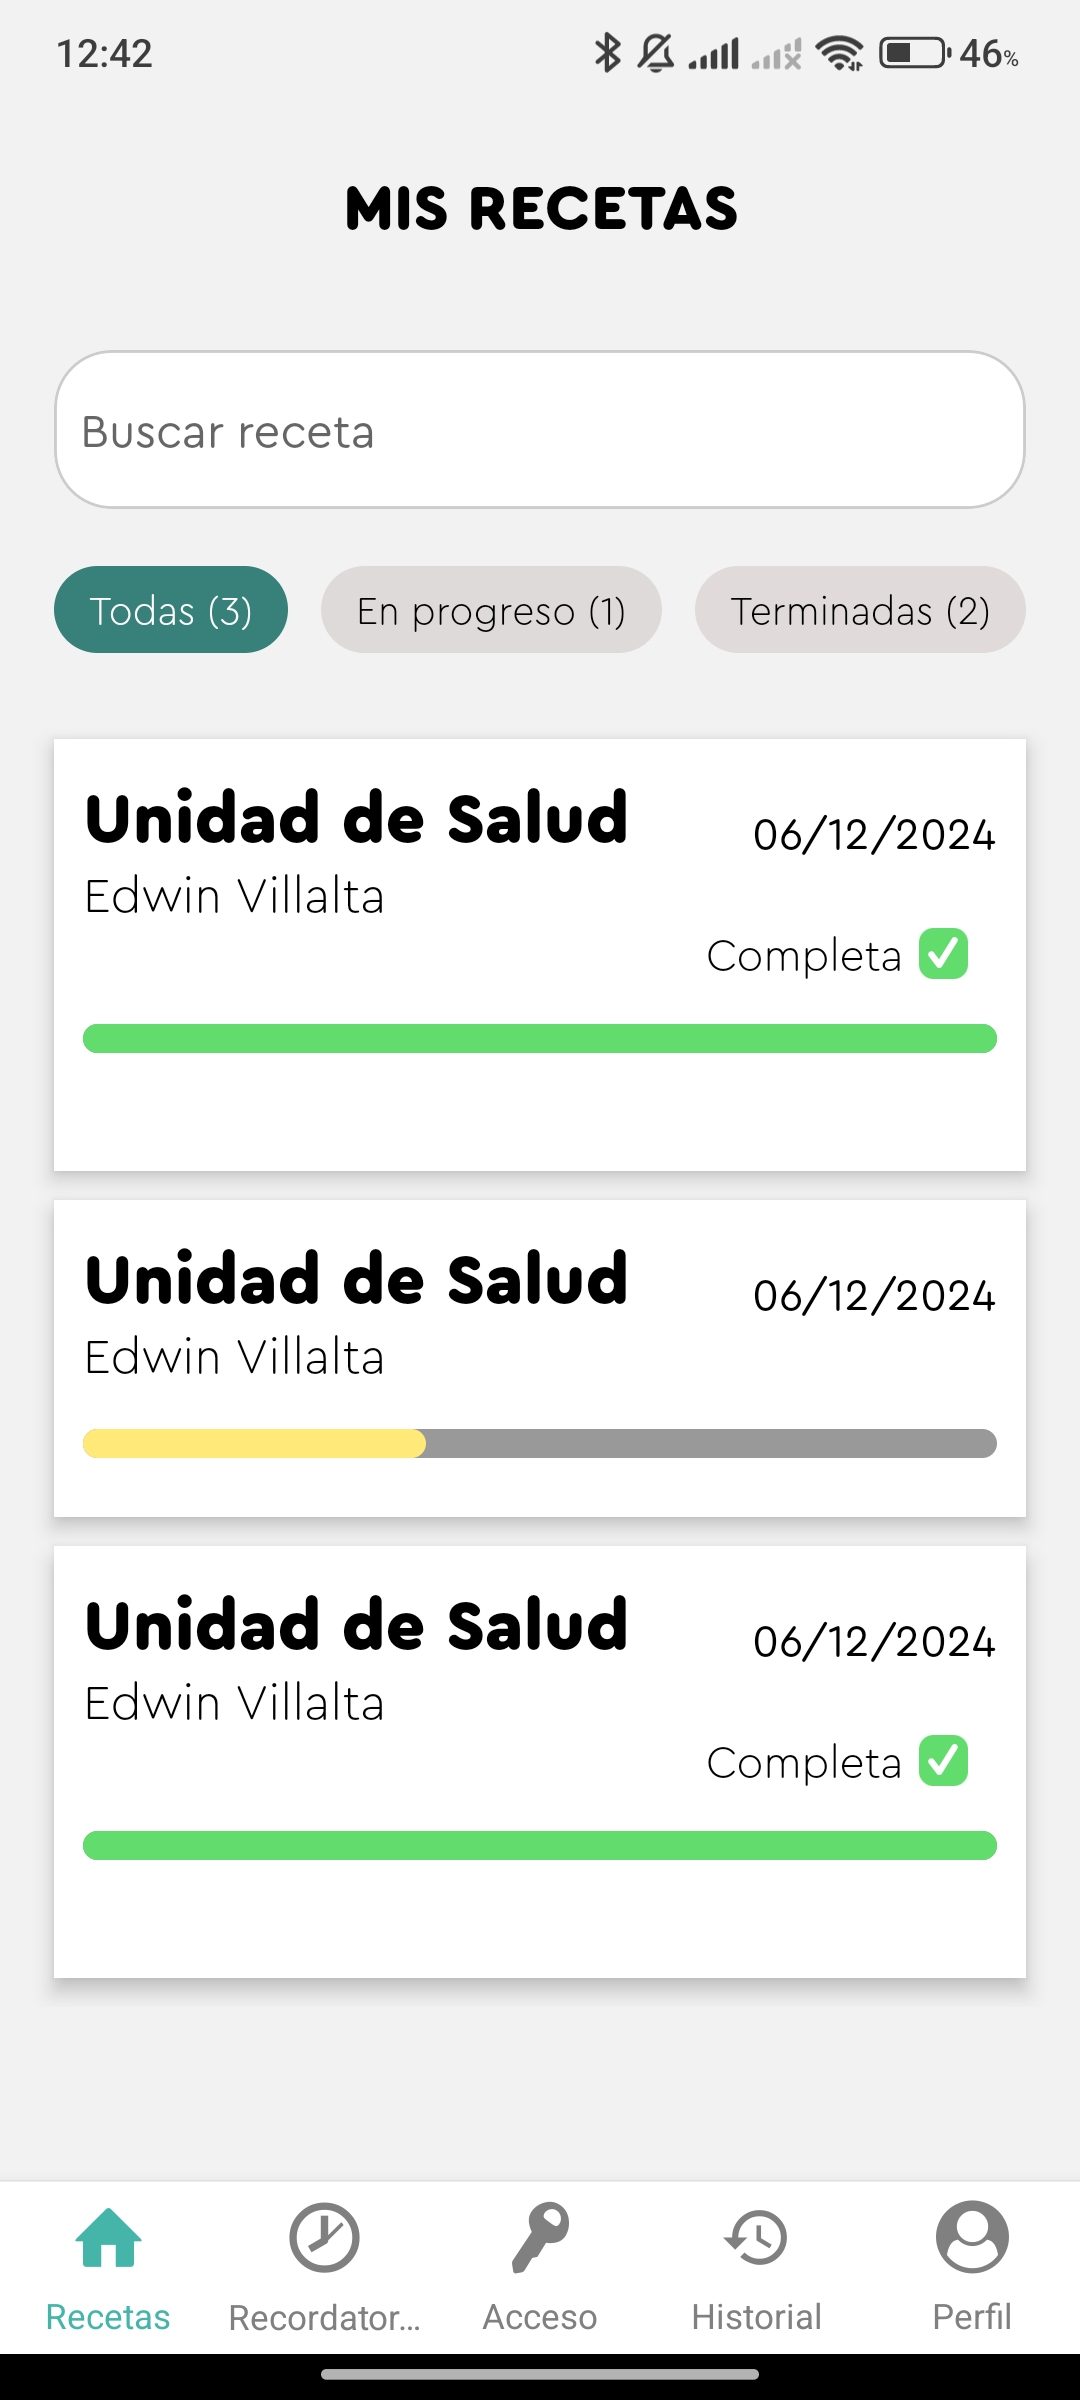 12:42 46%
MIS RECETAS
Buscar receta
Todas (3) En progreso (1) Terminadas (2)
Unidad de Salud 06/12/2024
Edwin Villalta
Completa
Unidad de Salud 06/12/2024
Edwin Villalta
Unidad de Salud 06/12/2024
Edwin Villalta
Completa
Recetas Recordator... Acceso Historial Perfil